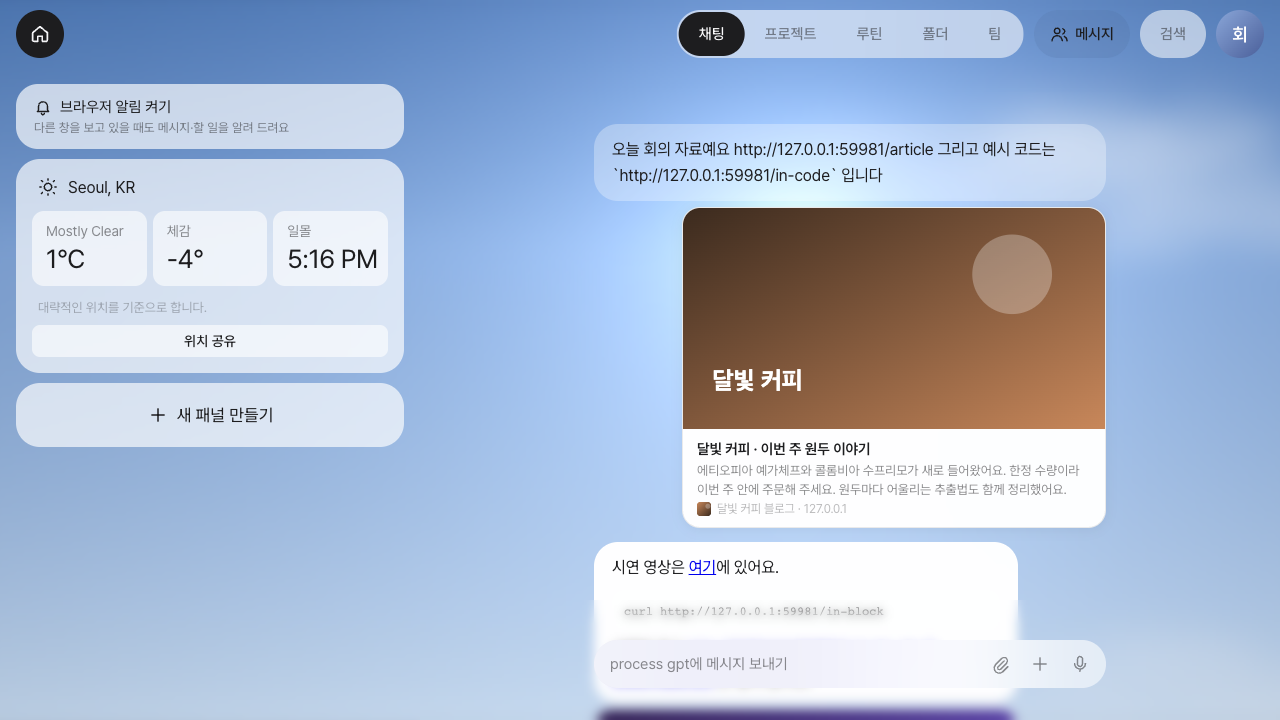 채팅
프로젝트
루틴
폴더
팀
메시지
검색
회
브라우저 알림 켜기
다른 창을 보고 있을 때도 메시지·할 일을 알려 드려요
Seoul, KR
Mostly Clear
1°C
체감
-4°
일몰
5:16 PM
대략적인 위치를 기준으로 합니다.
위치 공유
새 패널 만들기
오늘 회의 자료예요 http://127.0.0.1:59981/article 그리고 예시 코드는
`http://127.0.0.1:59981/in-code` 입니다
달빛 커피
달빛 커피 · 이번 주 원두 이야기
에티오피아 예가체프와 콜롬비아 수프리모가 새로 들어왔어요. 한정 수량이라
이번 주 안에 주문해 주세요. 원두마다 어울리는 추출법도 함께 정리했어요.
달빛 커피 블로그 · 127.0.0.1
시연 영상은 여기에 있어요.
curl http://127.0.0.1:59981/in-block
process gpt에 메시지 보내기